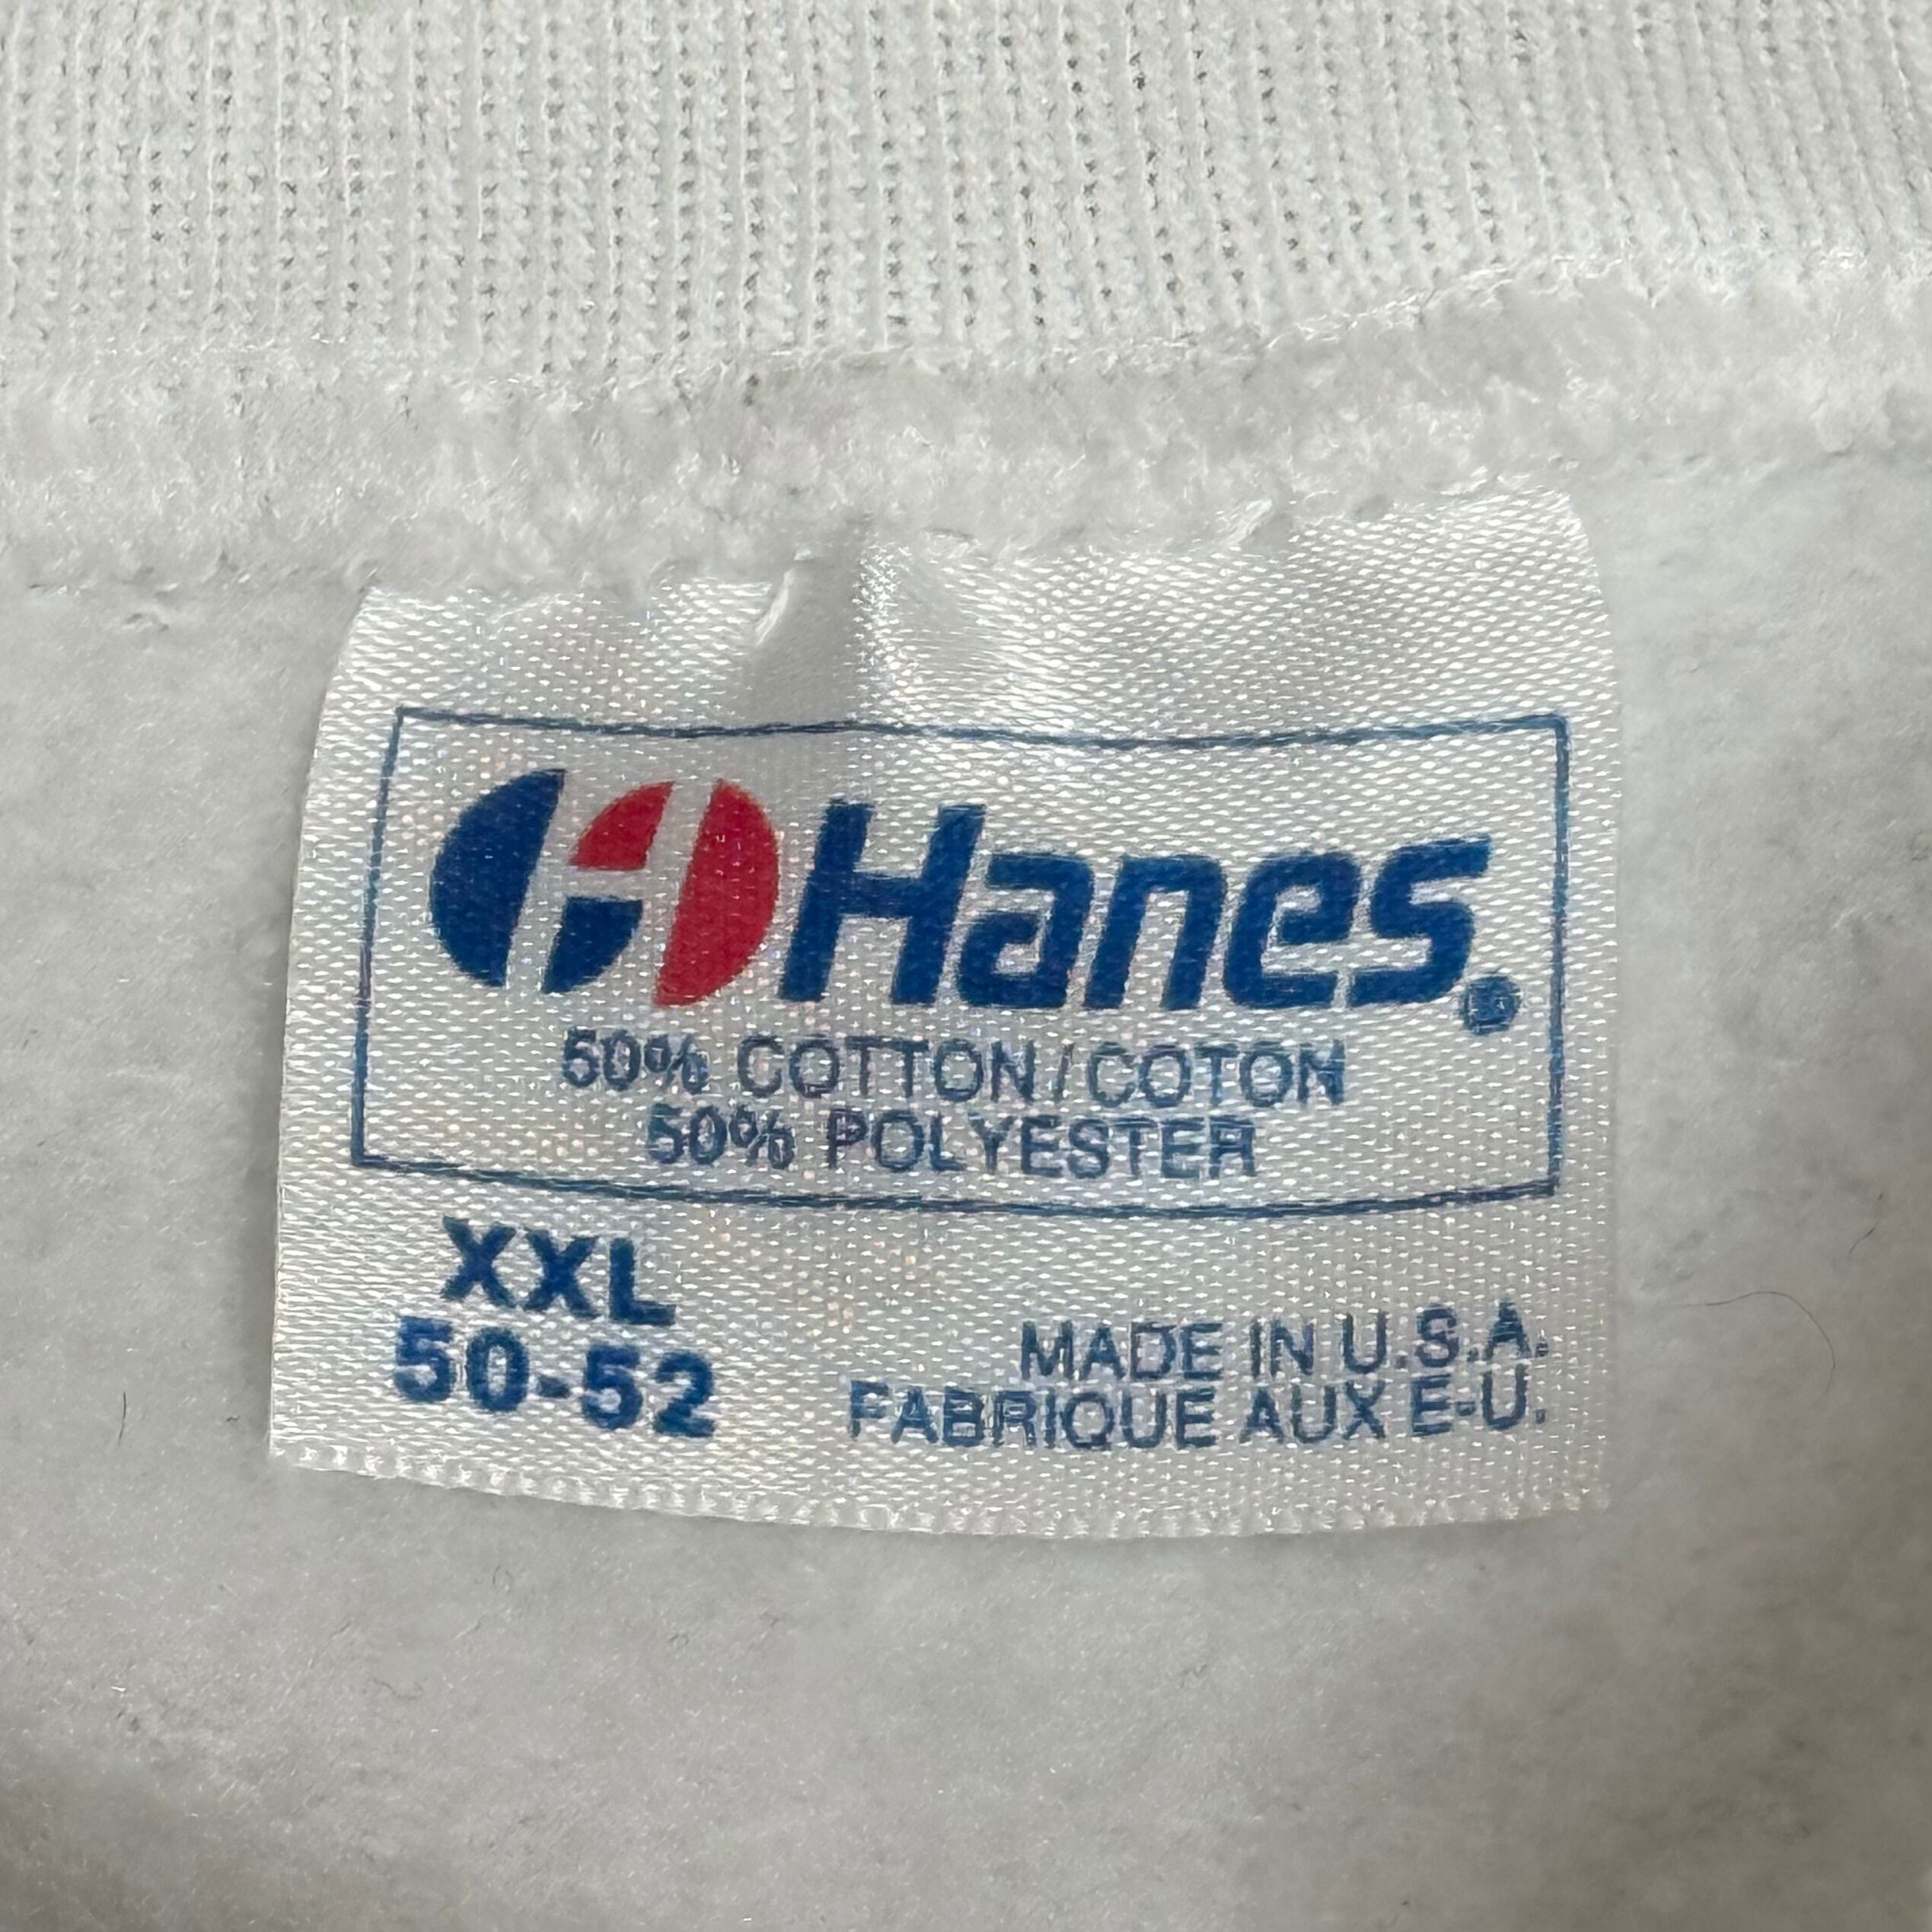 Hanes
50% COTTON/COTON
50% POLYESTER
XXL
50-52
MADE IN U.S.A.
FABRIQUE AUX E-U.